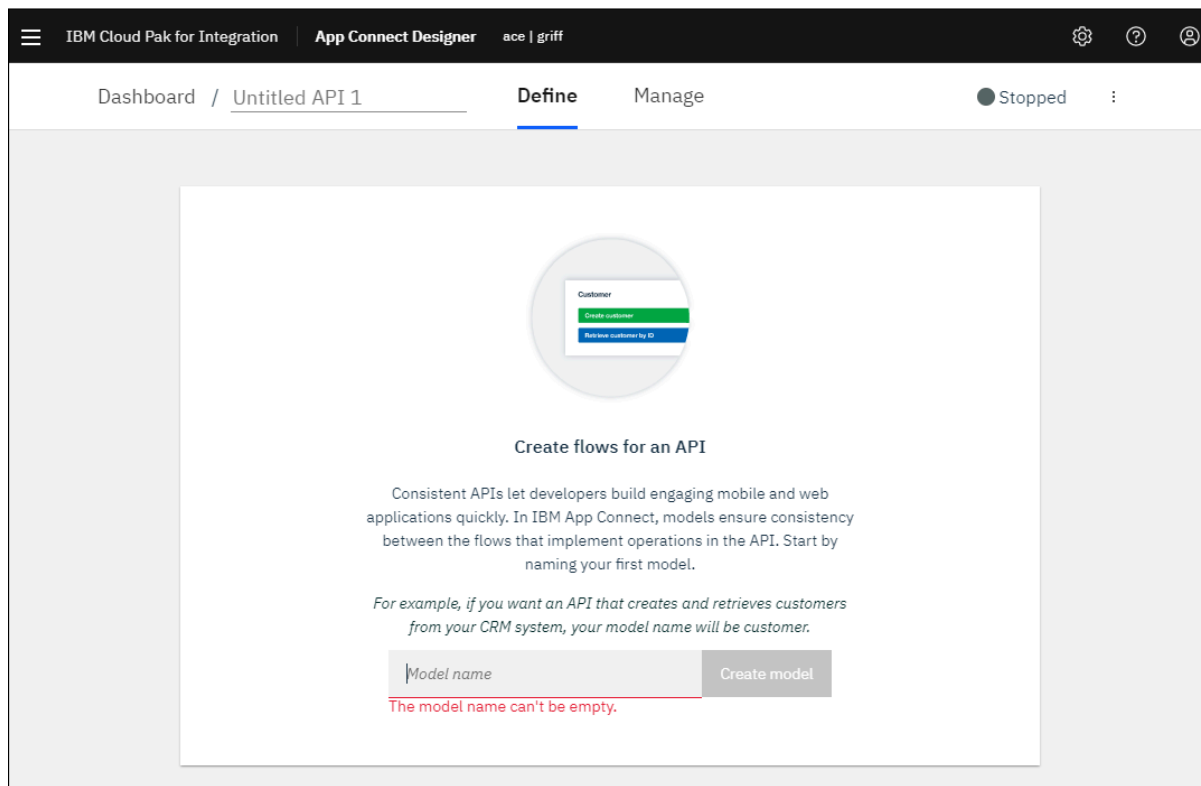 IBM Cloud Pak for Integration App Connect Designer ace | griff
Dashboard / Untitled API 1 Define Manage Stopped
Customer
Create customer
Retrieve customer by ID
Create flows for an API
Consistent APIs let developers build engaging mobile and web
applications quickly. In IBM App Connect, models ensure consistency
between the flows that implement operations in the API. Start by
naming your first model.
For example, if you want an API that creates and retrieves customers
from your CRM system, your model name will be customer.
Model name Create model
The model name can't be empty.